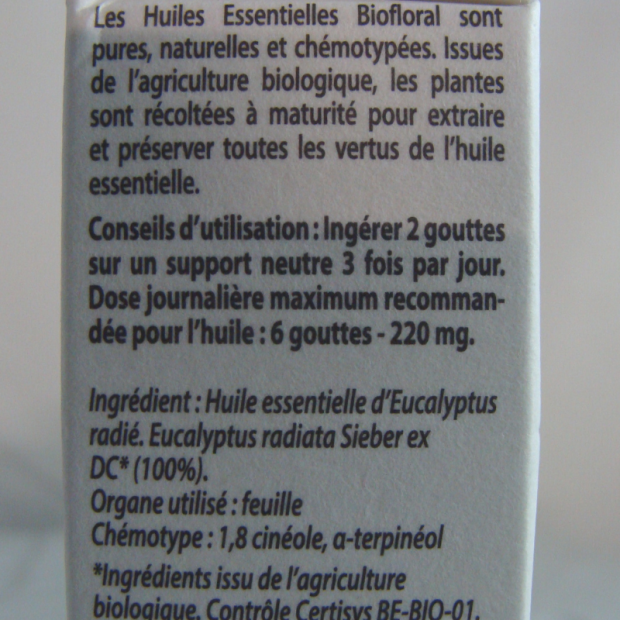 Les Huiles Essentielles Biofloral sont
pures, naturelles et chémotypées. Issues
de l'agriculture biologique, les plantes
sont récoltées à maturité pour extraire
et préserver toutes les vertus de l'huile
essentielle.
Conseils d'utilisation : Ingérer 2 gouttes
sur un support neutre 3 fois par jour.
Dose journalière maximum recomman-
dée pour l'huile : 6 gouttes - 220 mg.
Ingrédient : Huile essentielle d'Eucalyptus
radié. Eucalyptus radiata Sieber ex
DC* (100%).
Organe utilisé : feuille
Chémotype : 1,8 cinéole, α-terpinéol
*Ingrédients issu de l'agriculture
biologique. Contrôle Certisys BE-BIO-01.